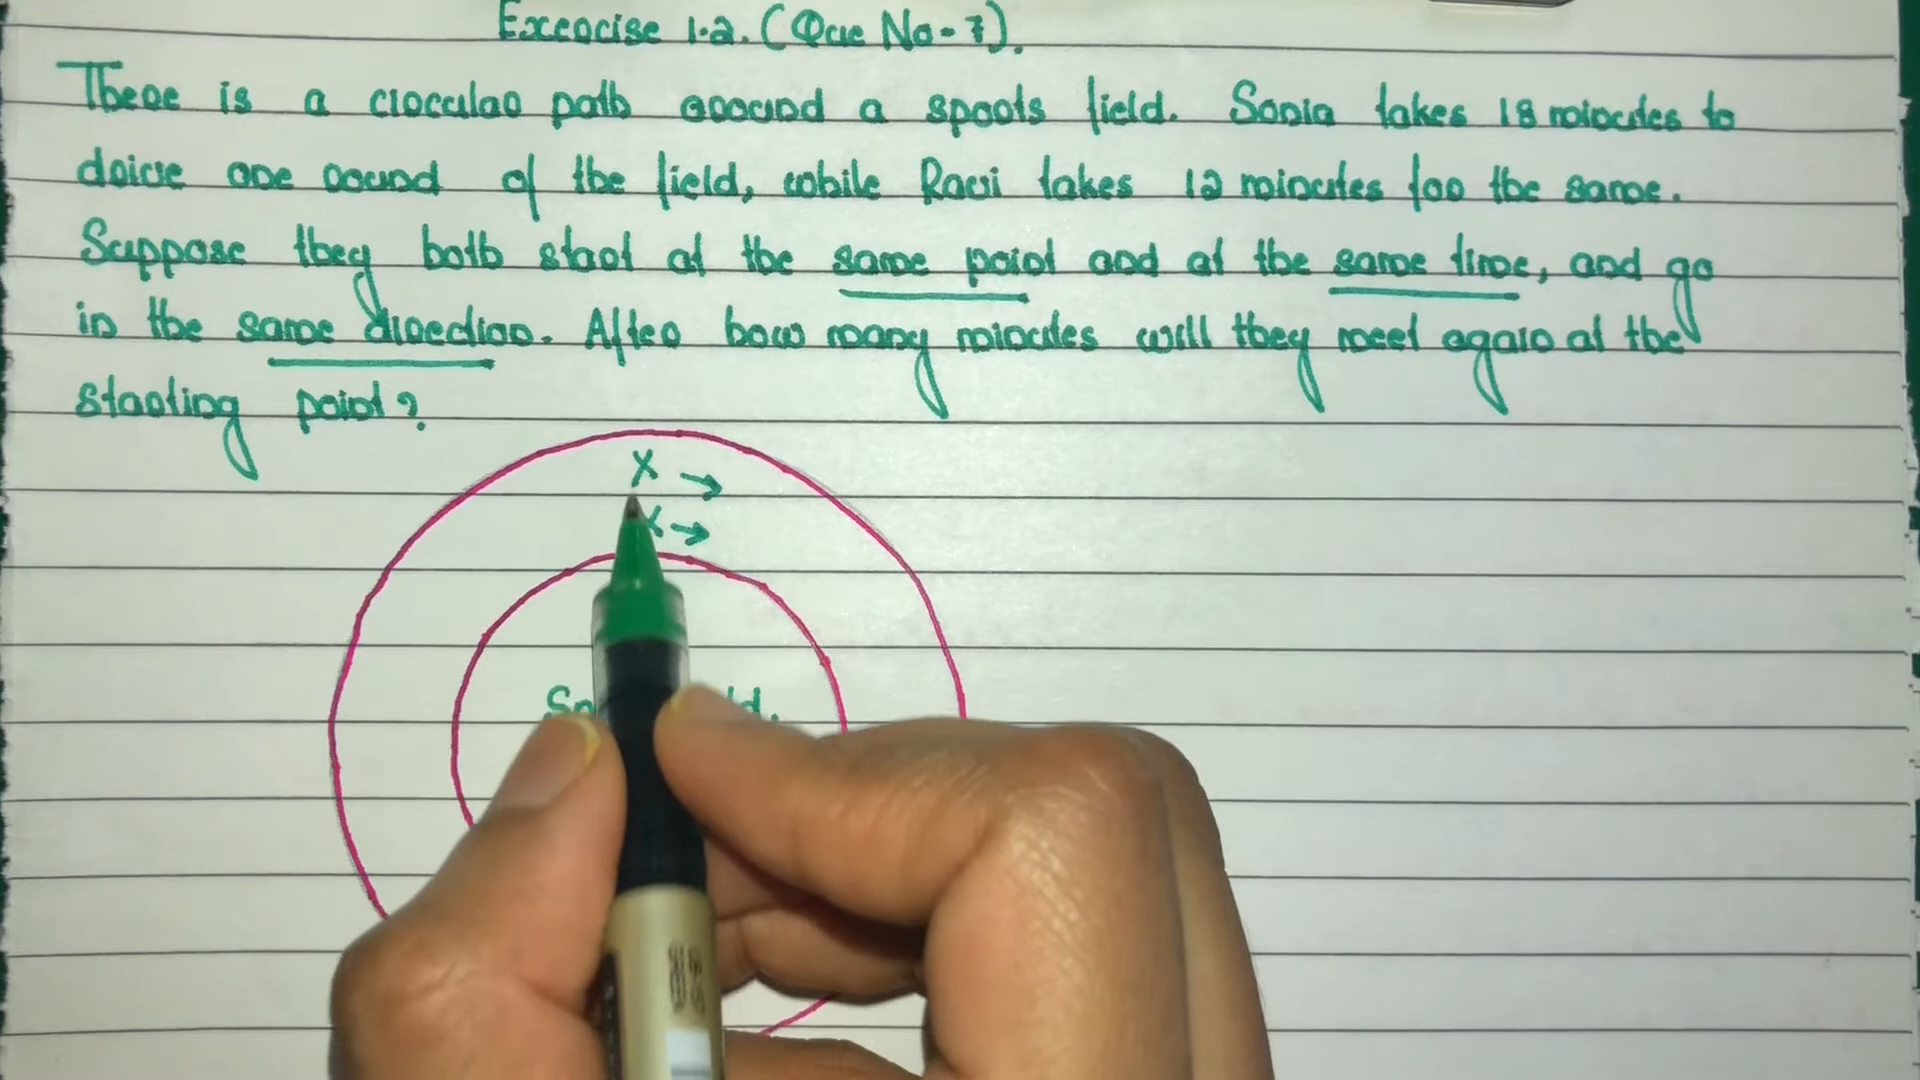 Exercise 1.2. (Que No-7).
There is a circular path around a sports field. Sonia takes 18 minutes to
drive one round of the field, while Ravi takes 12 minutes for the same.
Suppose they both start at the same point and at the same time, and go
in the same direction. After how many minutes will they meet again at the
starting point?
X →
X →